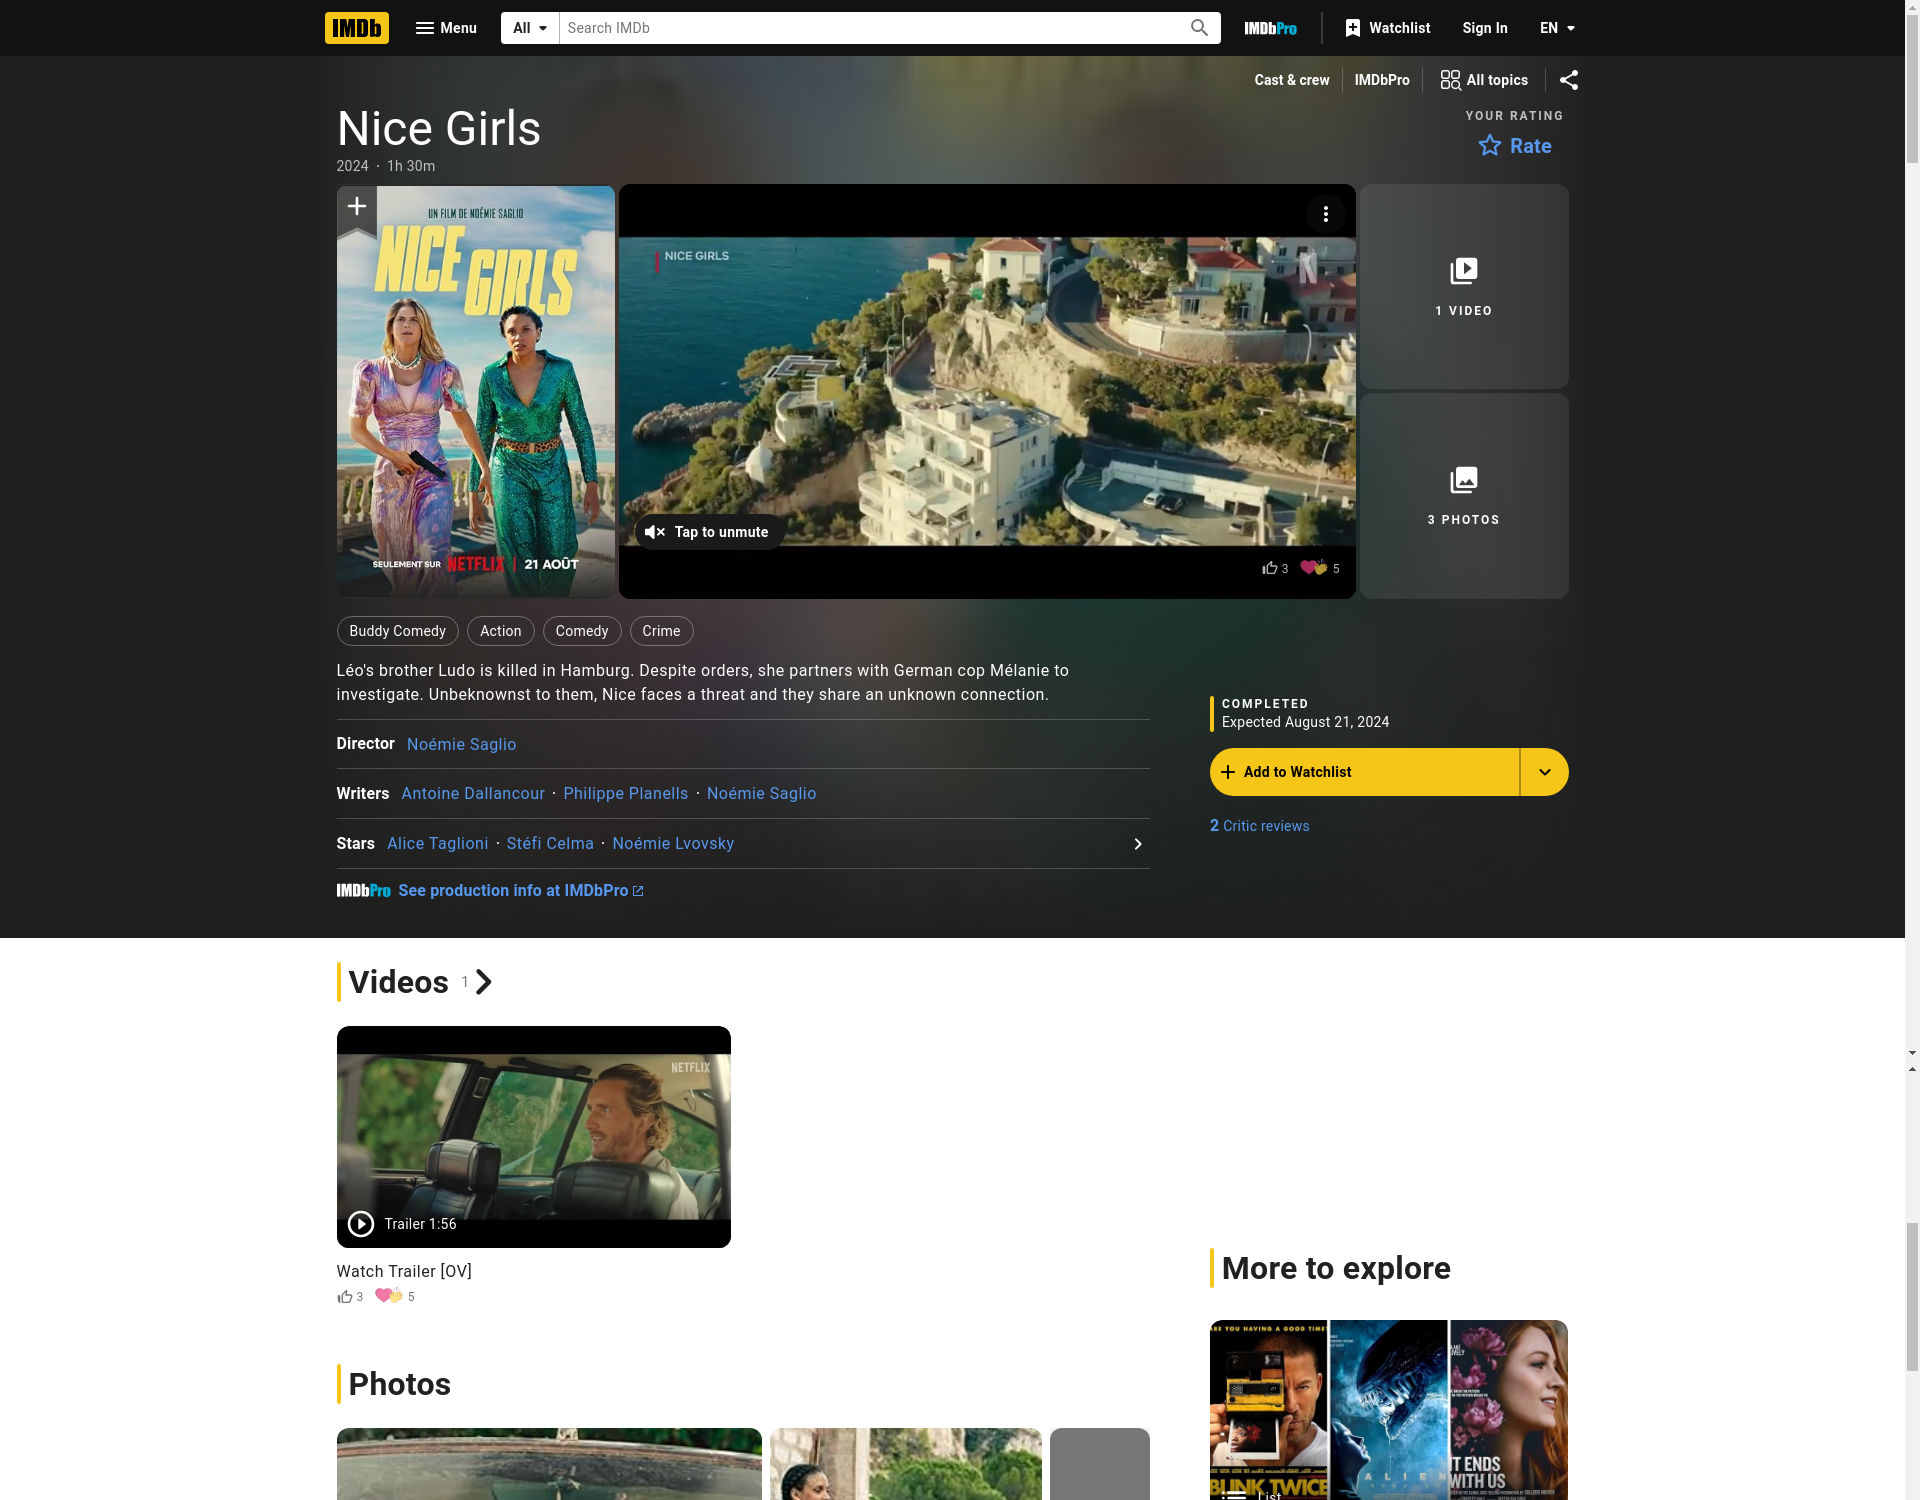 IMDb
Menu
All
Search IMDb
IMDbPro
Watchlist
Sign In
EN
Cast & crew
IMDbPro
All topics
Nice Girls
2024 · 1h 30m
YOUR RATING
Rate
UN FILM DE NOÉMIE SAGLIO
NICE
GIRLS
SEULEMENT SUR NETFLIX | 21 AOÛT
NICE GIRLS
N
Tap to unmute
3
5
1 VIDEO
3 PHOTOS
Buddy Comedy
Action
Comedy
Crime
Léo's brother Ludo is killed in Hamburg. Despite orders, she partners with German cop Mélanie to
investigate. Unbeknownst to them, Nice faces a threat and they share an unknown connection.
Director Noémie Saglio
Writers Antoine Dallancour · Philippe Planells · Noémie Saglio
Stars Alice Taglioni · Stéfi Celma · Noémie Lvovsky
IMDbPro See production info at IMDbPro
COMPLETED
Expected August 21, 2024
Add to Watchlist
2 Critic reviews
Videos 1
NETFLIX
Trailer 1:56
Watch Trailer [OV]
3
5
Photos
More to explore
ARE YOU HAVING A GOOD TIME?
BLINK TWICE
ALIEN
IT ENDS
WITH US
List